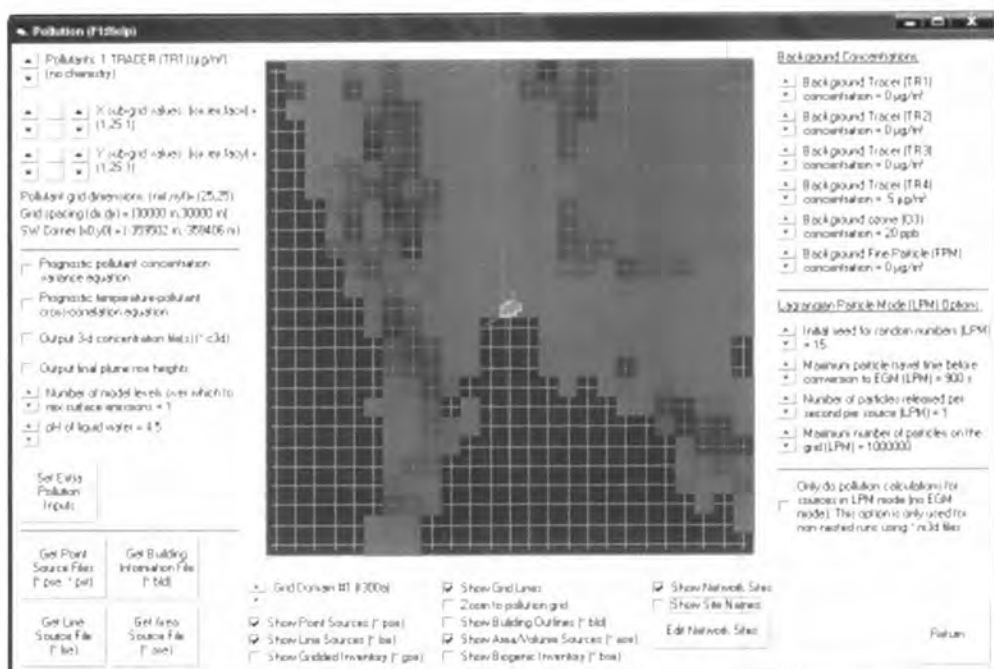 Pollution (F1=Help)
Pollutants: 1 TRACER (TR1) (µg/m³)
(no chemistry)
X sub-grid values:
(1,25,1)
Y sub-grid values:
(1,25,1)
Pollutant grid dimensions: (nxf,nyf)= (25,25)
Grid spacing (dx,dy) = (30000 m,30000 m)
SW Corner (x0,y0) =
Prognostic pollutant concentration
variance equation
Prognostic temperature-pollutant
cross-correlation equation
Output 3-d concentration file(s) (*.c3d)
Output final plume rise heights
Number of model levels over which to
mix surface emissions = 1
pH of liquid water = 4.5
Set Extra
Pollution
Inputs
Get Point
Source Files
(*.pse, *.psr)
Get Building
Information File
(*.bld)
Get Line
Source File
(*.lse)
Get Area
Source File
(*.ase)
Grid Domain #1 (t300a)
Show Point Sources (*.pse)
Show Line Sources (*.lse)
Show Gridded Inventory (*.gse)
Show Grid Lines
Zoom to pollution grid
Show Building Outlines (*.bld)
Show Area/Volume Sources (*.ase)
Show Biogenic Inventory (*.bse)
Show Network Sites
Show Site Names
Edit Network Sites
Background Concentrations:
Background Tracer (TR1)
concentration = 0 µg/m³
Background Tracer (TR2)
concentration = 0 µg/m³
Background Tracer (TR3)
concentration = 0 µg/m³
Background Tracer (TR4)
concentration = .5 µg/m³
Background ozone (O3)
concentration = 20 ppb
Background Fine Particle (FPM)
concentration = 0 µg/m³
Lagrangian Particle Mode (LPM) Options:
Initial seed for random numbers (LPM)
= 15
Maximum particle travel time before
conversion to EGM (LPM) = 900 s
Number of particles released per
second per source (LPM) = 1
Maximum number of particles on the
grid (LPM) = 1000000
Only do pollution calculations for
sources in LPM mode (no EGM
mode). This option is only used for
non-nested runs using *.m3d files
Return